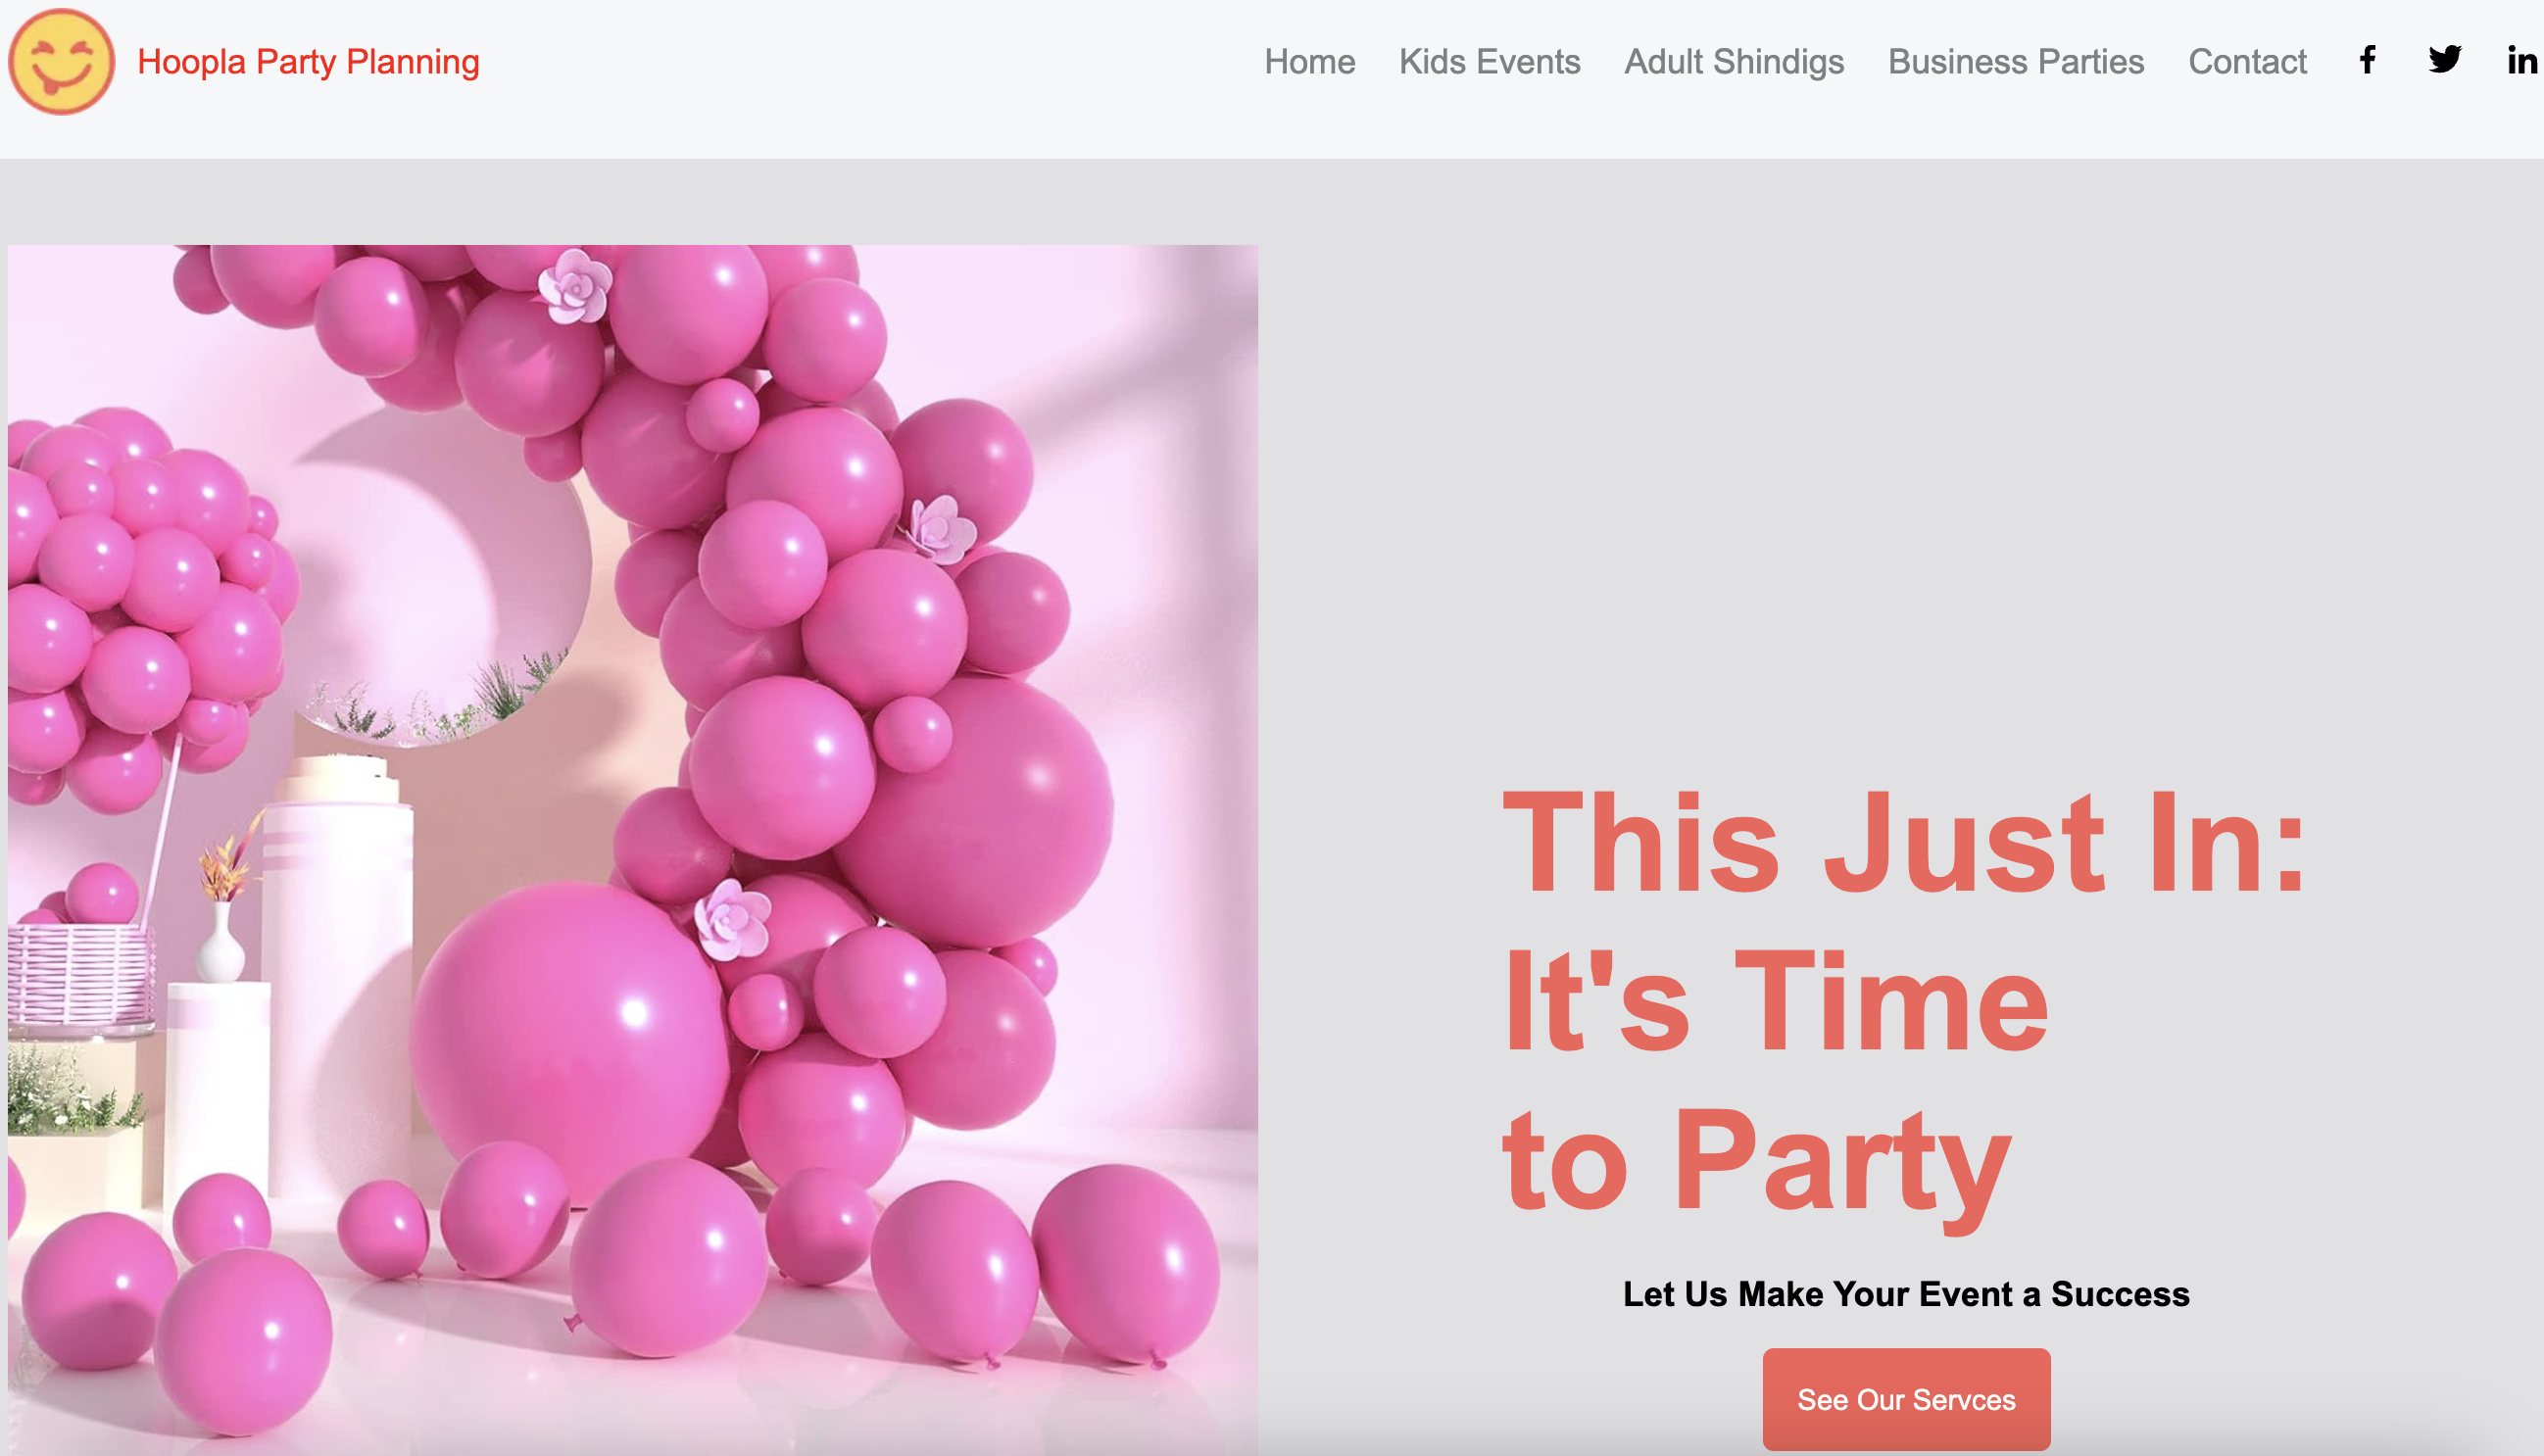 Hoopla Party Planning
Home Kids Events Adult Shindigs Business Parties Contact
This Just In:
It's Time
to Party
Let Us Make Your Event a Success
See Our Servces